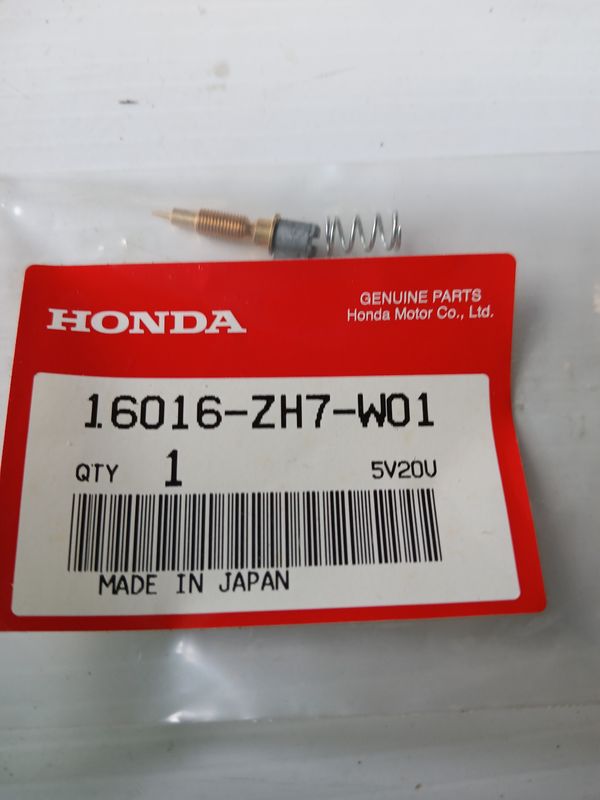 HONDA
GENUINE PARTS
Honda Motor Co., Ltd.
16016-ZH7-W01
QTY 1 5V20U
MADE IN JAPAN